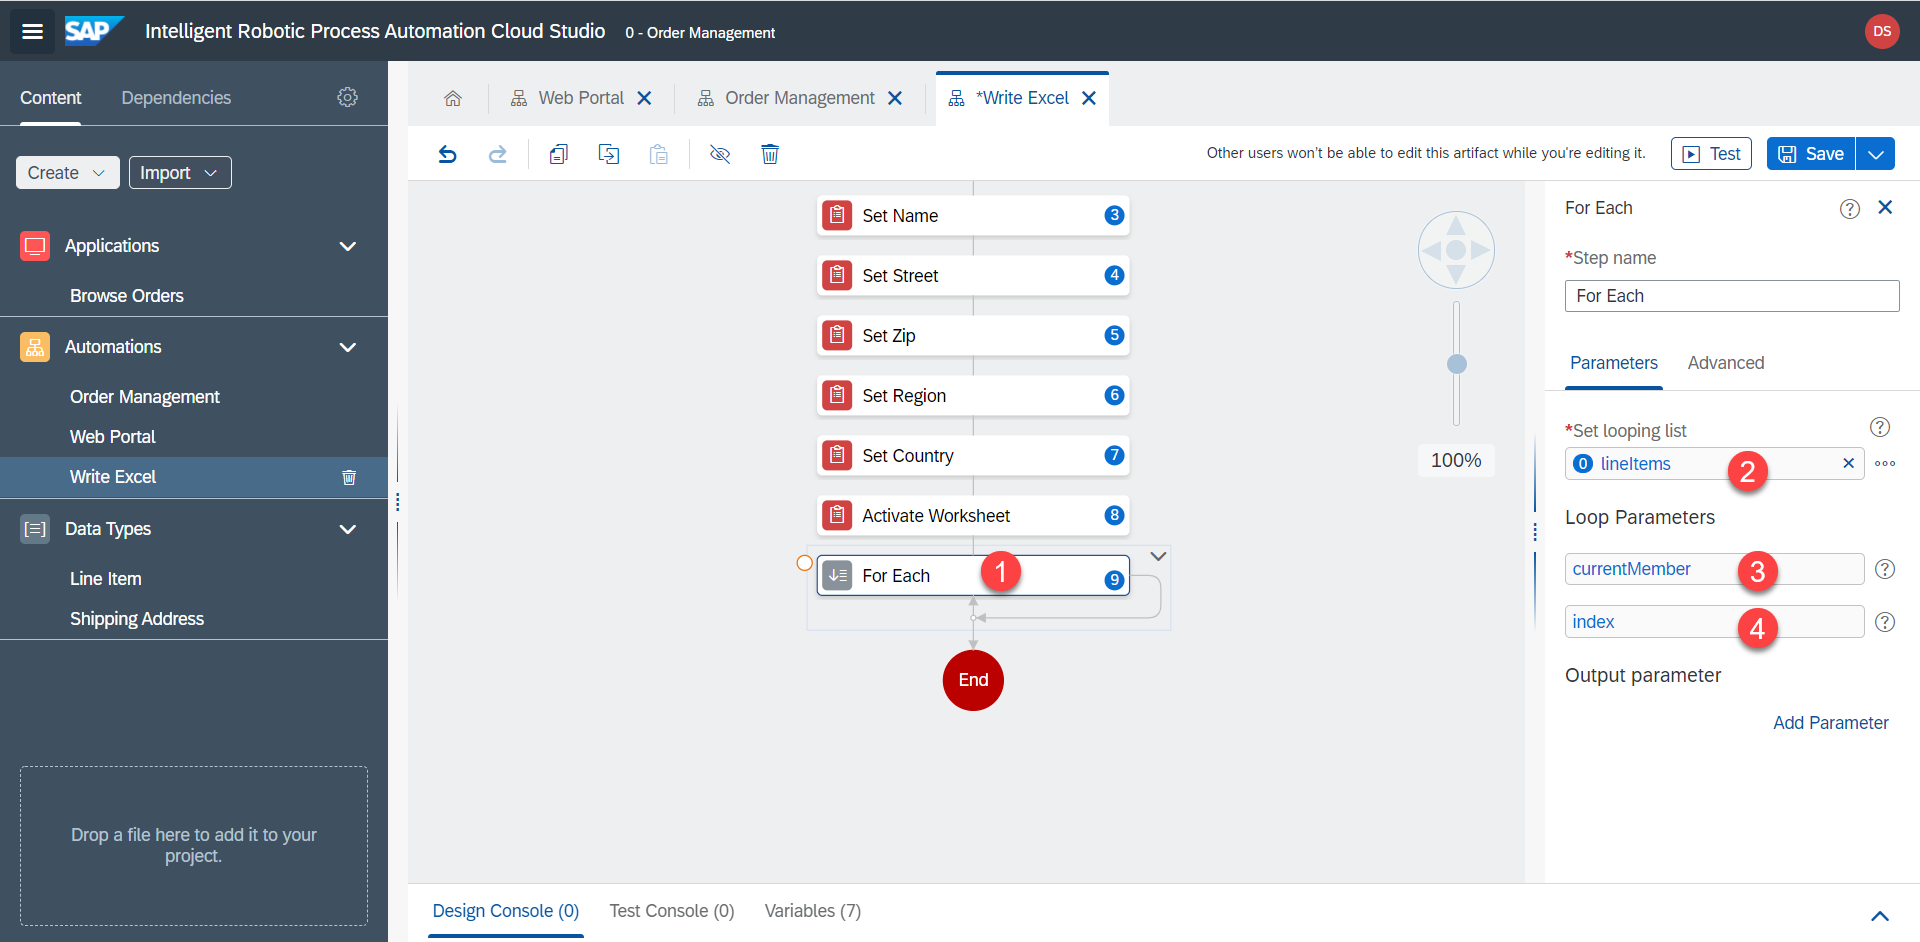 SAP Intelligent Robotic Process Automation Cloud Studio 0 - Order Management DS
Content Dependencies
Create Import
Applications
Browse Orders
Automations
Order Management
Web Portal
Write Excel
Data Types
Line Item
Shipping Address
Drop a file here to add it to your
project.
Web Portal Order Management *Write Excel
Other users won't be able to edit this artifact while you're editing it. Test Save
Set Name 3
Set Street 4
Set Zip 5
Set Region 6
Set Country 7
Activate Worksheet 8
For Each 1 9
End
100%
For Each ?
*Step name
For Each
Parameters Advanced
*Set looping list ?
0 lineItems 2
Loop Parameters
currentMember 3 ?
index 4 ?
Output parameter
Add Parameter
Design Console (0) Test Console (0) Variables (7)